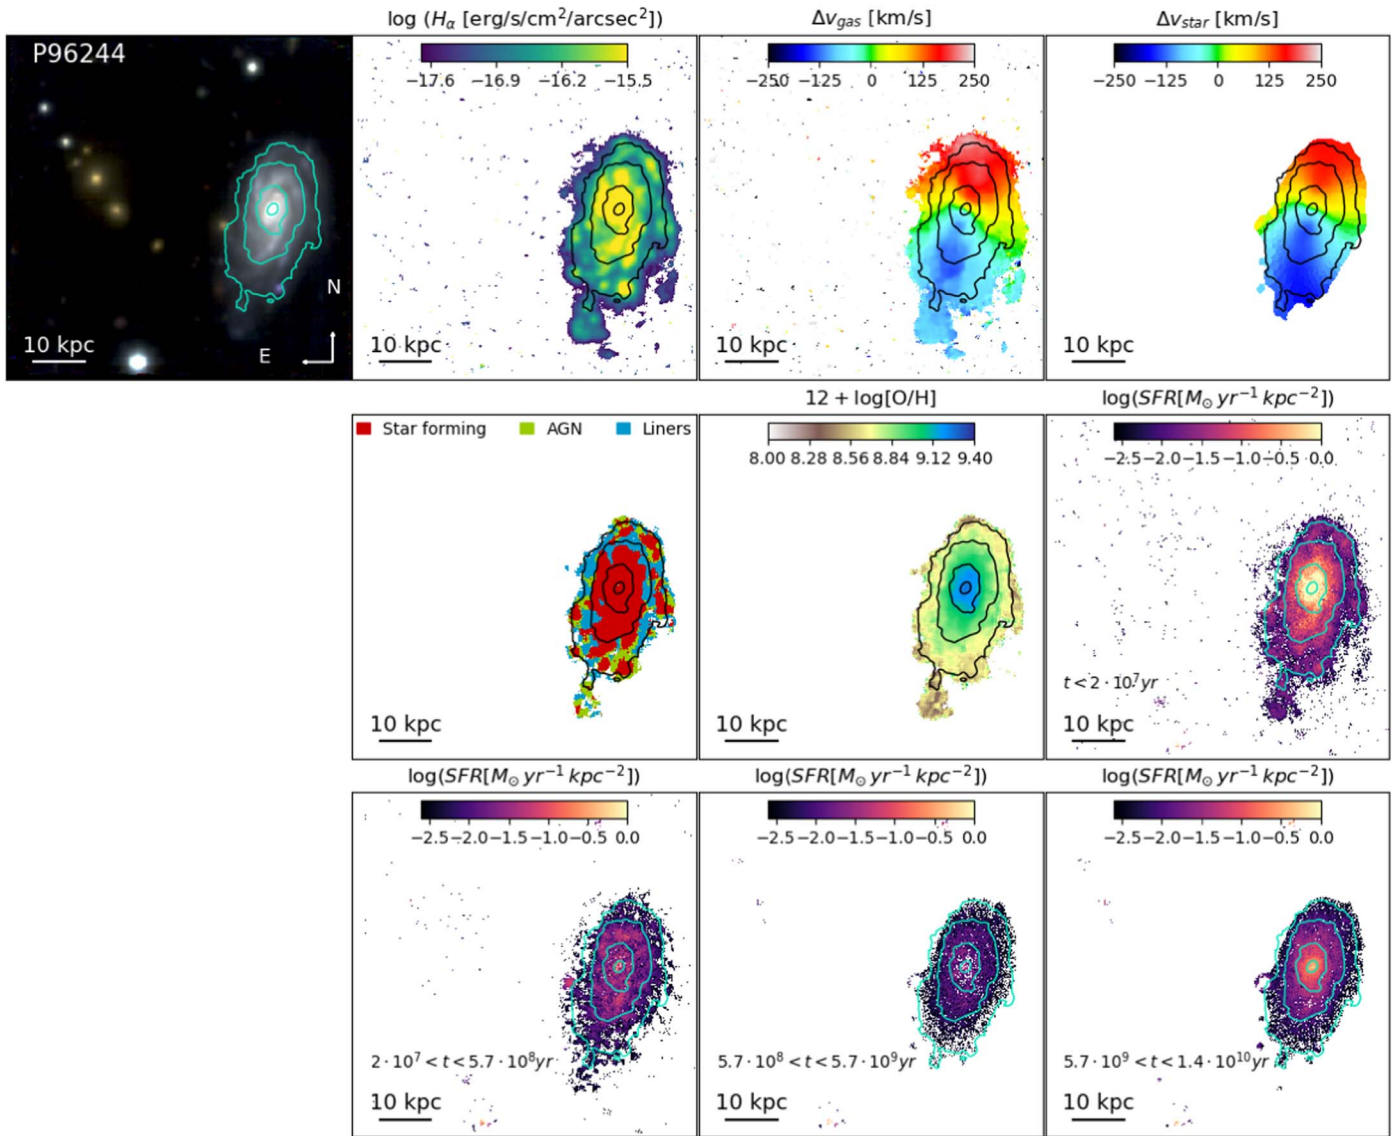 log (Hα [erg/s/cm²/arcsec²])
Δv_gas [km/s]
Δv_star [km/s]
P96244
−17.6 −16.9 −16.2 −15.5
−250 −125 0 125 250
−250 −125 0 125 250
N
E
10 kpc
10 kpc
10 kpc
10 kpc
12 + log[O/H]
log(SFR[M⊙ yr⁻¹ kpc⁻²])
Star forming AGN Liners
8.00 8.28 8.56 8.84 9.12 9.40
−2.5 −2.0 −1.5 −1.0 −0.5 0.0
t < 2 · 10⁷ yr
10 kpc
10 kpc
10 kpc
log(SFR[M⊙ yr⁻¹ kpc⁻²])
log(SFR[M⊙ yr⁻¹ kpc⁻²])
log(SFR[M⊙ yr⁻¹ kpc⁻²])
−2.5 −2.0 −1.5 −1.0 −0.5 0.0
−2.5 −2.0 −1.5 −1.0 −0.5 0.0
−2.5 −2.0 −1.5 −1.0 −0.5 0.0
2 · 10⁷ < t < 5.7 · 10⁸ yr
5.7 · 10⁸ < t < 5.7 · 10⁹ yr
5.7 · 10⁹ < t < 1.4 · 10¹⁰ yr
10 kpc
10 kpc
10 kpc